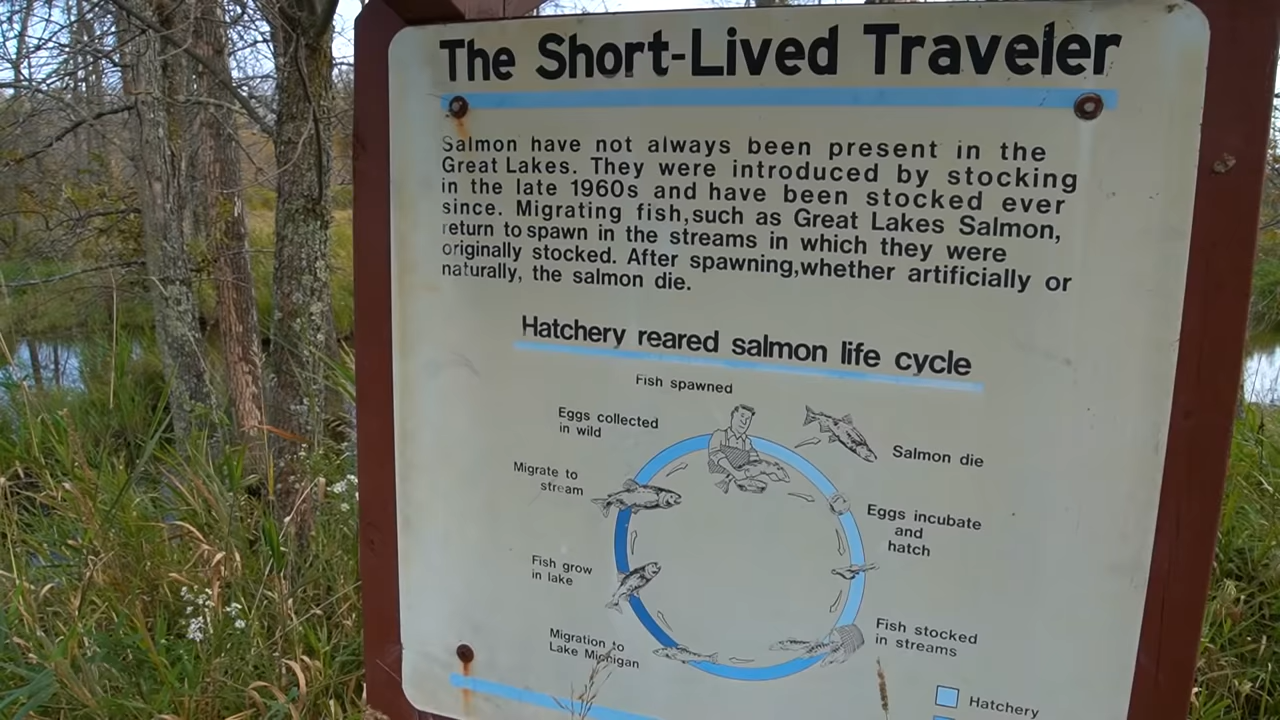 The Short-Lived Traveler
Salmon have not always been present in the
Great Lakes. They were introduced by stocking
in the late 1960s and have been stocked ever
since. Migrating fish,such as Great Lakes Salmon,
return to spawn in the streams in which they were
originally stocked. After spawning,whether artificially or
naturally, the salmon die.
Hatchery reared salmon life cycle
Fish spawned
Eggs collected
in wild
Salmon die
Migrate to
stream
Eggs incubate
and
hatch
Fish grow
in lake
Fish stocked
in streams
Migration to
Lake Michigan
Hatchery